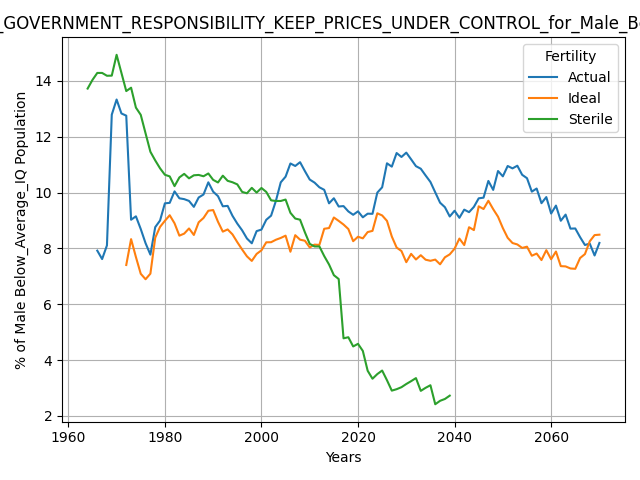 _GOVERNMENT_RESPONSIBILITY_KEEP_PRICES_UNDER_CONTROL_for_Male_B
Fertility
Actual
Ideal
Sterile
% of Male Below_Average_IQ Population
14
12
10
8
6
4
2
1960 1980 2000 2020 2040 2060
Years